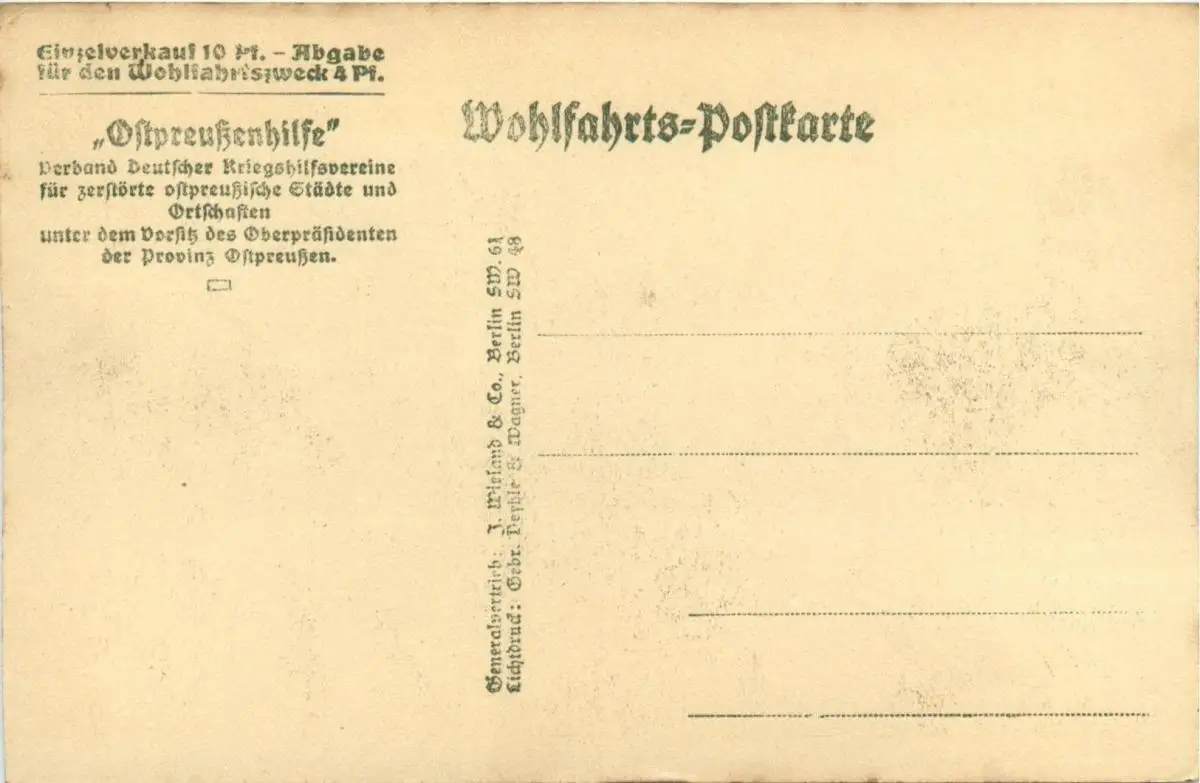 Einzelverkauf 10 Pf. – Abgabe
für den Wohlfahrtszweck 4 Pf.
„Ostpreußenhilfe"
Verband Deutscher Kriegshilfsvereine
für zerstörte ostpreußische Städte und
Ortschaften
unter dem Vorsitz des Oberpräsidenten
der Provinz Ostpreußen.
Wohlfahrts-Postkarte
Generalvertrieb: J. Wieland & Co., Berlin SW. 61
Lichtdruck: Gebr. & Wagner, Berlin SW 48